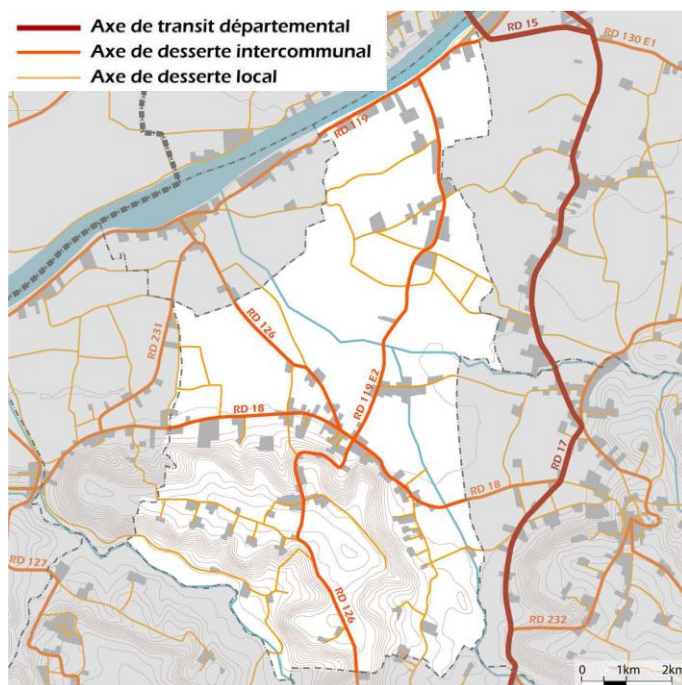 Axe de transit départemental
Axe de desserte intercommunal
Axe de desserte local
RD 15
RD 130 E1
RD 119
RD 231
RD 126
RD 119 E2
RD 18
RD 17
RD 18
RD 127
RD 126
RD 232
0 1km 2km